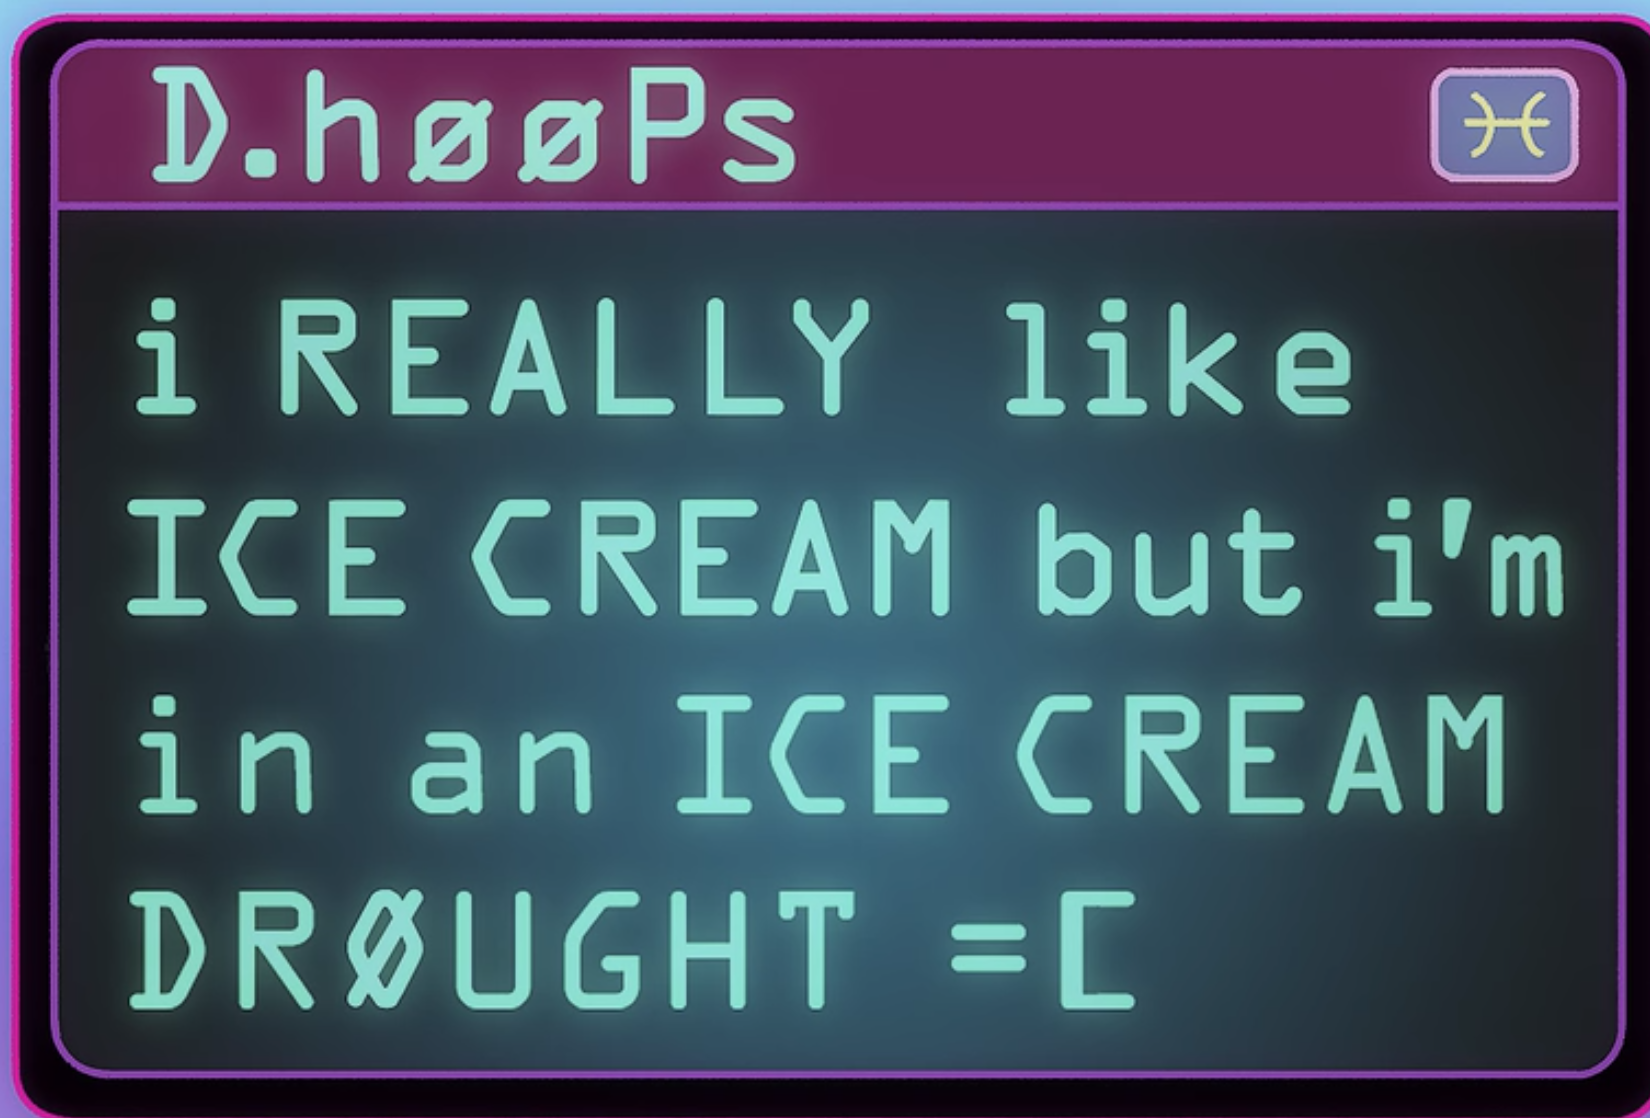 D.høøPs ♓
i REALLY like
ICE CREAM but i'm
in an ICE CREAM
DRØUGHT =[